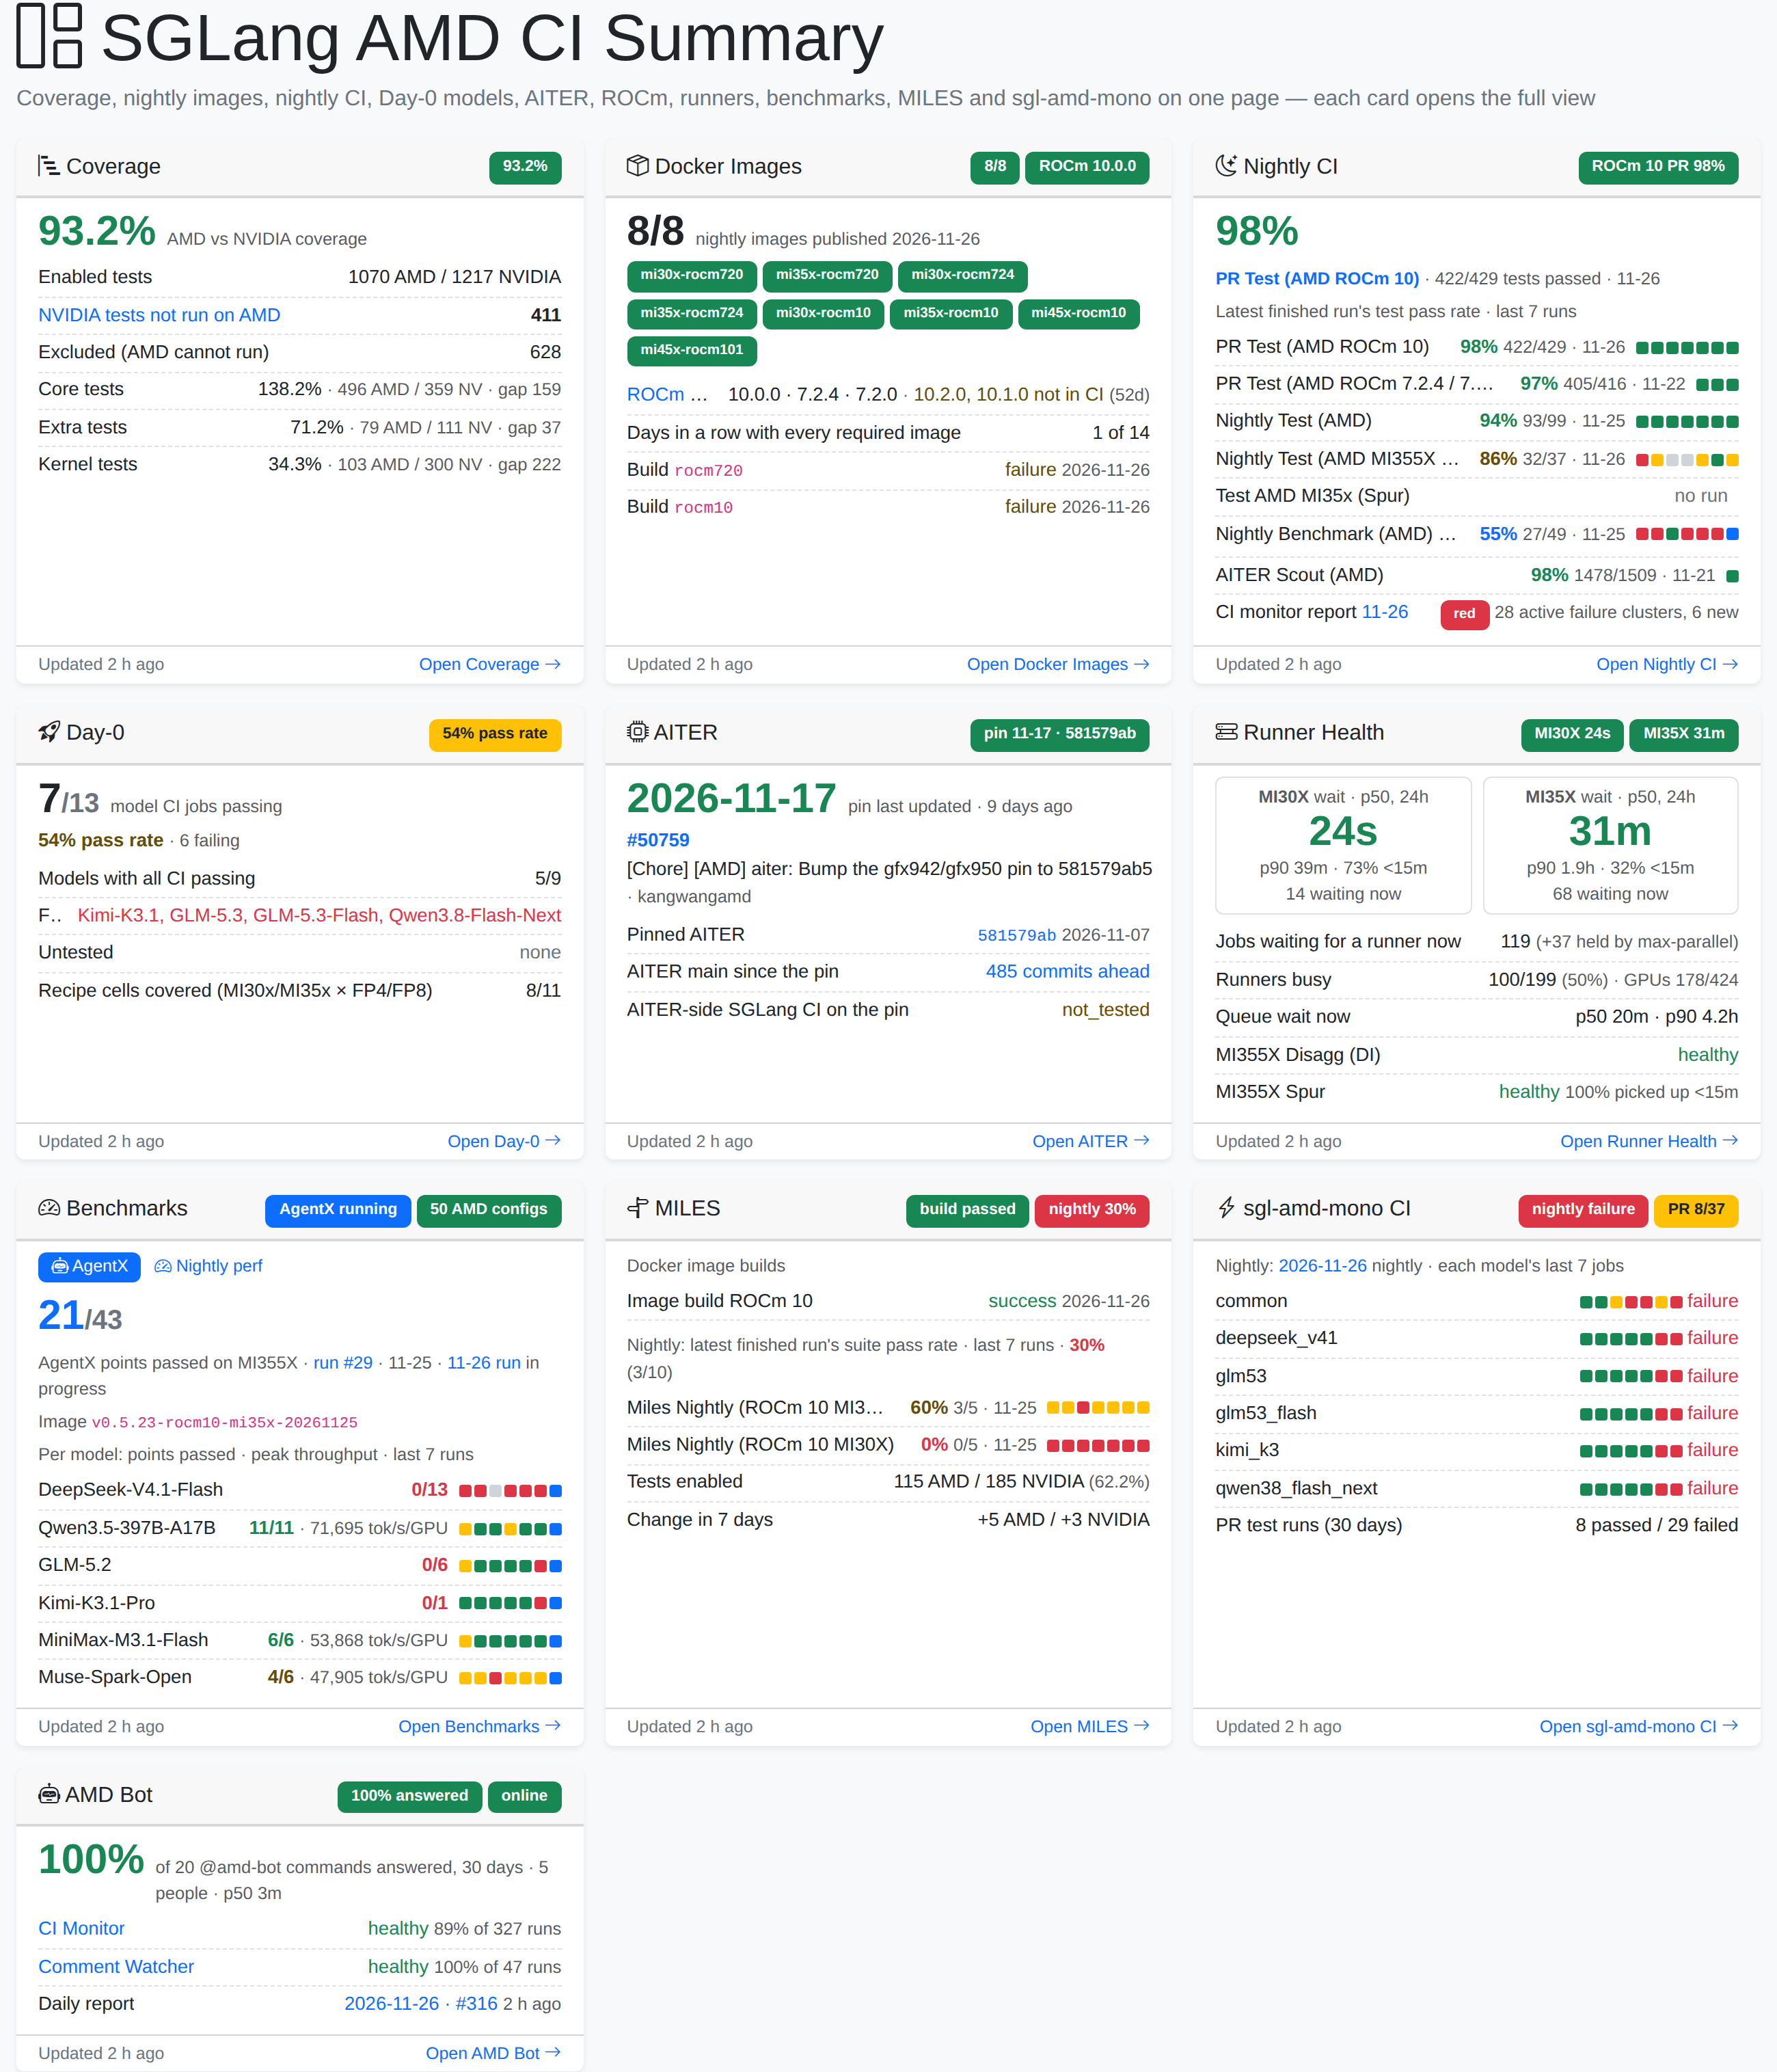 SGLang AMD CI Summary
Coverage, nightly images, nightly CI, Day-0 models, AITER, ROCm, runners, benchmarks, MILES and sgl-amd-mono on one page — each card opens the full view
Coverage 93.2%
93.2% AMD vs NVIDIA coverage
Enabled tests 1070 AMD / 1217 NVIDIA
NVIDIA tests not run on AMD 411
Excluded (AMD cannot run) 628
Core tests 138.2% · 496 AMD / 359 NV · gap 159
Extra tests 71.2% · 79 AMD / 111 NV · gap 37
Kernel tests 34.3% · 103 AMD / 300 NV · gap 222
Updated 2 h ago Open Coverage →
Docker Images 8/8 ROCm 10.0.0
8/8 nightly images published 2026-11-26
mi30x-rocm720 mi35x-rocm720 mi30x-rocm724
mi35x-rocm724 mi30x-rocm10 mi35x-rocm10 mi45x-rocm10
mi45x-rocm101
ROCm … 10.0.0 · 7.2.4 · 7.2.0 · 10.2.0, 10.1.0 not in CI (52d)
Days in a row with every required image 1 of 14
Build rocm720 failure 2026-11-26
Build rocm10 failure 2026-11-26
Updated 2 h ago Open Docker Images →
Nightly CI ROCm 10 PR 98%
98%
PR Test (AMD ROCm 10) · 422/429 tests passed · 11-26
Latest finished run's test pass rate · last 7 runs
PR Test (AMD ROCm 10) 98% 422/429 · 11-26
PR Test (AMD ROCm 7.2.4 / 7.… 97% 405/416 · 11-22
Nightly Test (AMD) 94% 93/99 · 11-25
Nightly Test (AMD MI355X … 86% 32/37 · 11-26
Test AMD MI35x (Spur) no run
Nightly Benchmark (AMD) … 55% 27/49 · 11-25
AITER Scout (AMD) 98% 1478/1509 · 11-21
CI monitor report 11-26 red 28 active failure clusters, 6 new
Updated 2 h ago Open Nightly CI →
Day-0 54% pass rate
7/13 model CI jobs passing
54% pass rate · 6 failing
Models with all CI passing 5/9
F… Kimi-K3.1, GLM-5.3, GLM-5.3-Flash, Qwen3.8-Flash-Next
Untested none
Recipe cells covered (MI30x/MI35x × FP4/FP8) 8/11
Updated 2 h ago Open Day-0 →
AITER pin 11-17 · 581579ab
2026-11-17 pin last updated · 9 days ago
#50759
[Chore] [AMD] aiter: Bump the gfx942/gfx950 pin to 581579ab5
· kangwangamd
Pinned AITER 581579ab 2026-11-07
AITER main since the pin 485 commits ahead
AITER-side SGLang CI on the pin not_tested
Updated 2 h ago Open AITER →
Runner Health MI30X 24s MI35X 31m
MI30X wait · p50, 24h
24s
p90 39m · 73% <15m
14 waiting now
MI35X wait · p50, 24h
31m
p90 1.9h · 32% <15m
68 waiting now
Jobs waiting for a runner now 119 (+37 held by max-parallel)
Runners busy 100/199 (50%) · GPUs 178/424
Queue wait now p50 20m · p90 4.2h
MI355X Disagg (DI) healthy
MI355X Spur healthy 100% picked up <15m
Updated 2 h ago Open Runner Health →
Benchmarks AgentX running 50 AMD configs
AgentX Nightly perf
21/43
AgentX points passed on MI355X · run #29 · 11-25 · 11-26 run in
progress
Image v0.5.23-rocm10-mi35x-20261125
Per model: points passed · peak throughput · last 7 runs
DeepSeek-V4.1-Flash 0/13
Qwen3.5-397B-A17B 11/11 · 71,695 tok/s/GPU
GLM-5.2 0/6
Kimi-K3.1-Pro 0/1
MiniMax-M3.1-Flash 6/6 · 53,868 tok/s/GPU
Muse-Spark-Open 4/6 · 47,905 tok/s/GPU
Updated 2 h ago Open Benchmarks →
MILES build passed nightly 30%
Docker image builds
Image build ROCm 10 success 2026-11-26
Nightly: latest finished run's suite pass rate · last 7 runs · 30%
(3/10)
Miles Nightly (ROCm 10 MI3… 60% 3/5 · 11-25
Miles Nightly (ROCm 10 MI30X) 0% 0/5 · 11-25
Tests enabled 115 AMD / 185 NVIDIA (62.2%)
Change in 7 days +5 AMD / +3 NVIDIA
Updated 2 h ago Open MILES →
sgl-amd-mono CI nightly failure PR 8/37
Nightly: 2026-11-26 nightly · each model's last 7 jobs
common failure
deepseek_v41 failure
glm53 failure
glm53_flash failure
kimi_k3 failure
qwen38_flash_next failure
PR test runs (30 days) 8 passed / 29 failed
Updated 2 h ago Open sgl-amd-mono CI →
AMD Bot 100% answered online
100% of 20 @amd-bot commands answered, 30 days · 5
people · p50 3m
CI Monitor healthy 89% of 327 runs
Comment Watcher healthy 100% of 47 runs
Daily report 2026-11-26 · #316 2 h ago
Updated 2 h ago Open AMD Bot →